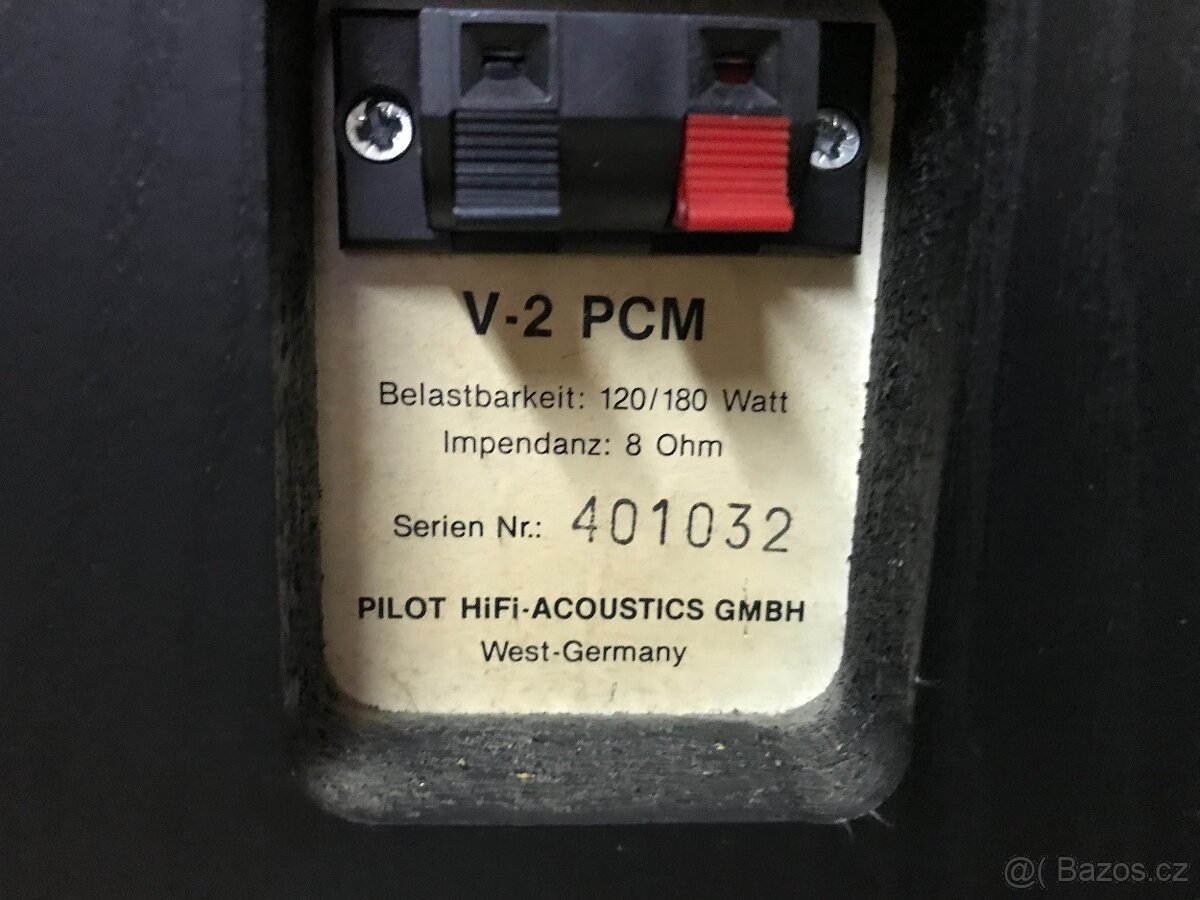 V-2 PCM
Belastbarkeit: 120/180 Watt
Impendanz: 8 Ohm
Serien Nr.: 401032
PILOT HiFi-ACOUSTICS GMBH
West-Germany
@( Bazos.cz